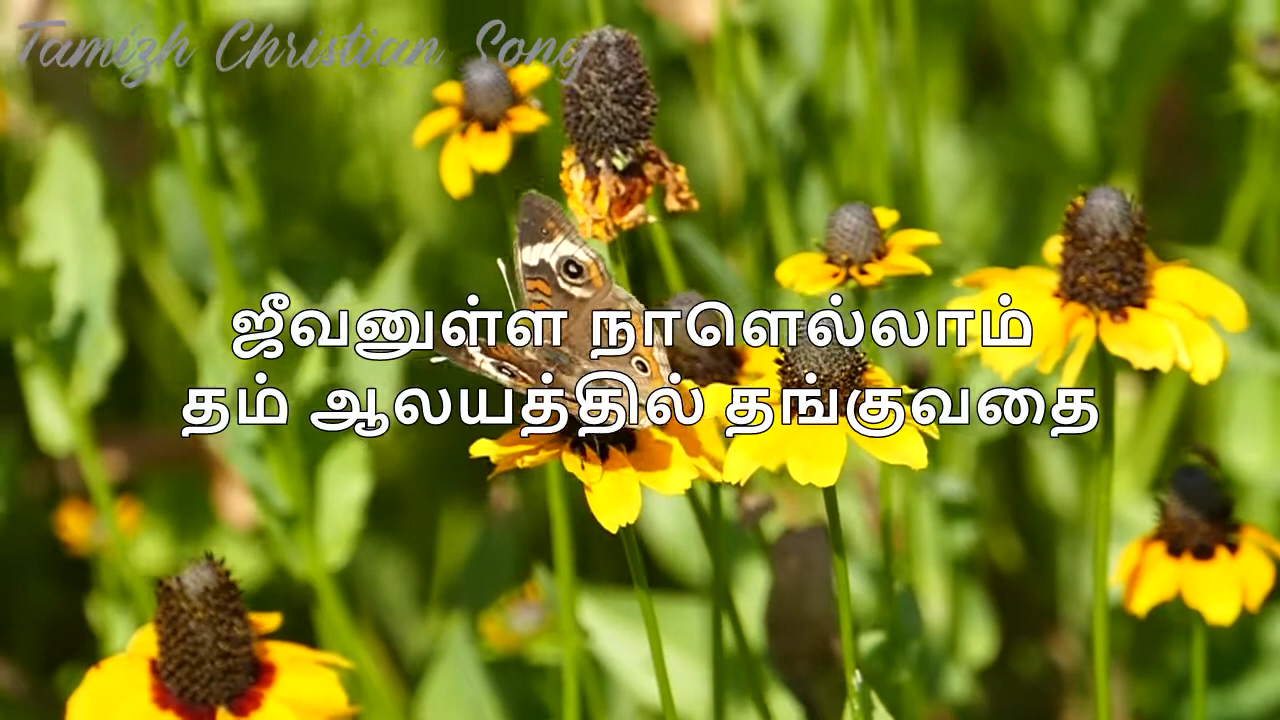 Tamizh Christian Song
ஜீவனுள்ள நாளெல்லாம்
தம் ஆலயத்தில் தங்குவதை